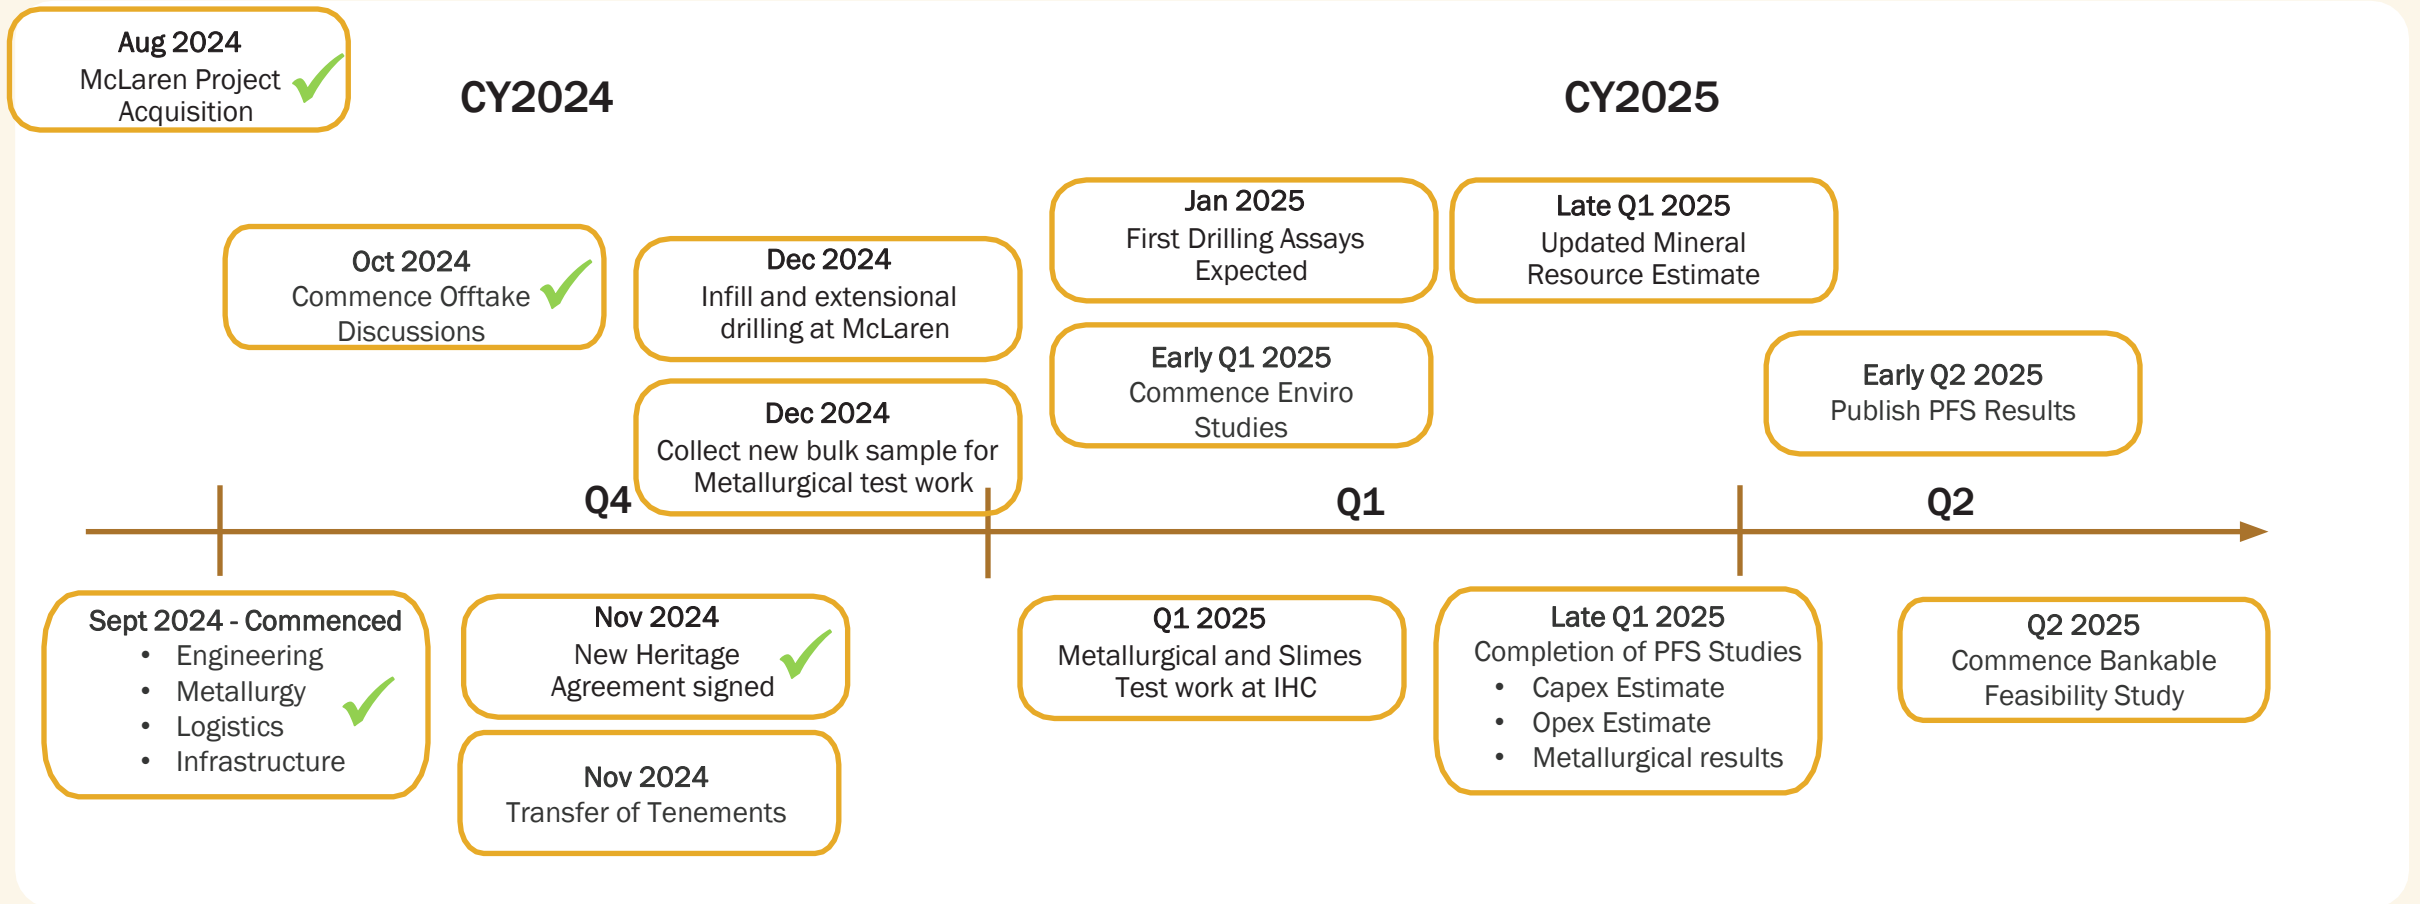 Aug 2024
McLaren Project
Acquisition
CY2024
CY2025
Oct 2024
Commence Offtake
Discussions
Dec 2024
Infill and extensional
drilling at McLaren
Dec 2024
Collect new bulk sample for
Metallurgical test work
Jan 2025
First Drilling Assays
Expected
Early Q1 2025
Commence Enviro
Studies
Late Q1 2025
Updated Mineral
Resource Estimate
Early Q2 2025
Publish PFS Results
Q4
Q1
Q2
Sept 2024 - Commenced
• Engineering
• Metallurgy
• Logistics
• Infrastructure
Nov 2024
New Heritage
Agreement signed
Nov 2024
Transfer of Tenements
Q1 2025
Metallurgical and Slimes
Test work at IHC
Late Q1 2025
Completion of PFS Studies
• Capex Estimate
• Opex Estimate
• Metallurgical results
Q2 2025
Commence Bankable
Feasibility Study